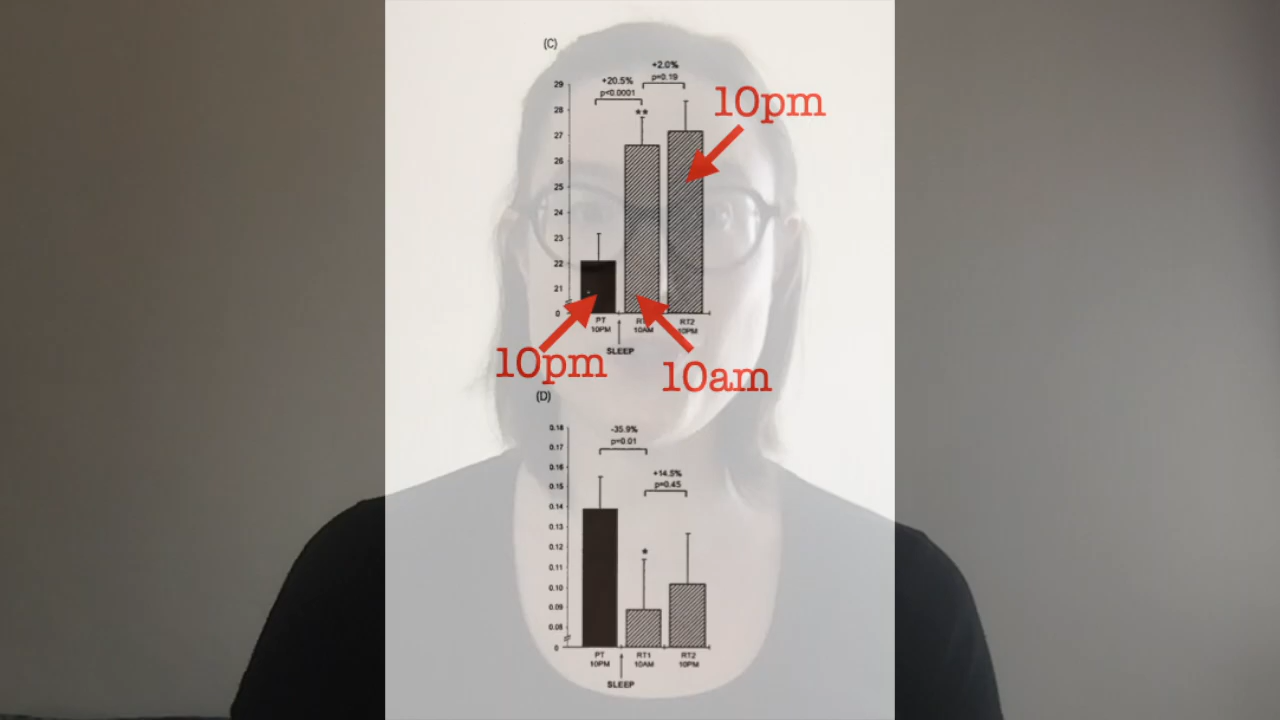 (C)
+2.0%
p=0.19
+20.5%
p<0.0001
**
29
28
27
26
25
24
23
22
21
0
10pm
PT
10PM
10AM
RT2
10PM
SLEEP
10pm
10am
(D)
-35.9%
p=0.01
+14.5%
p=0.45
*
0.18
0.17
0.16
0.15
0.14
0.13
0.12
0.11
0.10
0.09
0.08
0
PT
10PM
RT1
10AM
RT2
10PM
SLEEP